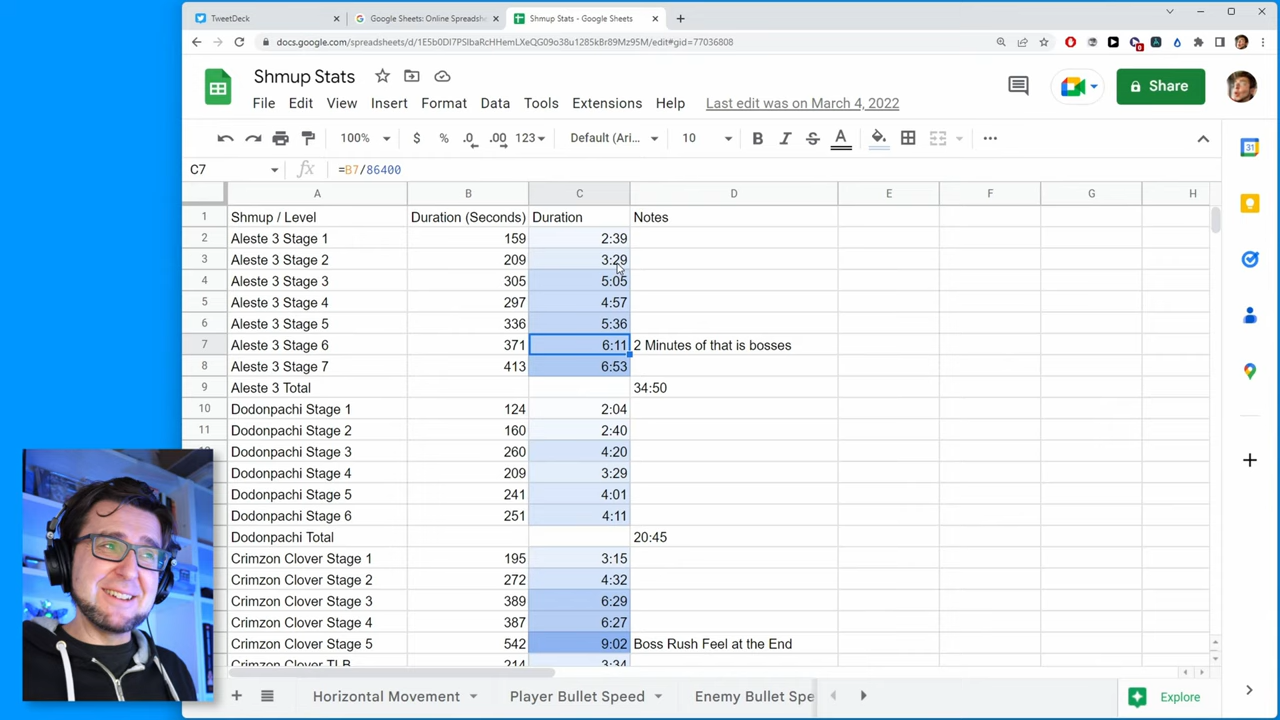 TweetDeck
Google Sheets: Online Spreadsh
Shmup Stats - Google Sheets
Shmup Stats
File Edit View Insert Format Data Tools Extensions Help
Last edit was on March 4, 2022
Share
100% $ % .0 .00 123 Default (Ari... 10 B I S A
C7 fx =B7/86400
A B C D E F G H
1 Shmup / Level Duration (Seconds) Duration Notes
2 Aleste 3 Stage 1 159 2:39
3 Aleste 3 Stage 2 209 3:29
4 Aleste 3 Stage 3 305 5:05
5 Aleste 3 Stage 4 297 4:57
6 Aleste 3 Stage 5 336 5:36
7 Aleste 3 Stage 6 371 6:11 2 Minutes of that is bosses
8 Aleste 3 Stage 7 413 6:53
9 Aleste 3 Total 34:50
10 Dodonpachi Stage 1 124 2:04
11 Dodonpachi Stage 2 160 2:40
Dodonpachi Stage 3 260 4:20
Dodonpachi Stage 4 209 3:29
Dodonpachi Stage 5 241 4:01
Dodonpachi Stage 6 251 4:11
Dodonpachi Total 20:45
Crimzon Clover Stage 1 195 3:15
Crimzon Clover Stage 2 272 4:32
Crimzon Clover Stage 3 389 6:29
Crimzon Clover Stage 4 387 6:27
Crimzon Clover Stage 5 542 9:02 Boss Rush Feel at the End
Crimzon Clover TLB 214 3:34
Horizontal Movement Player Bullet Speed Enemy Bullet Spe
Explore